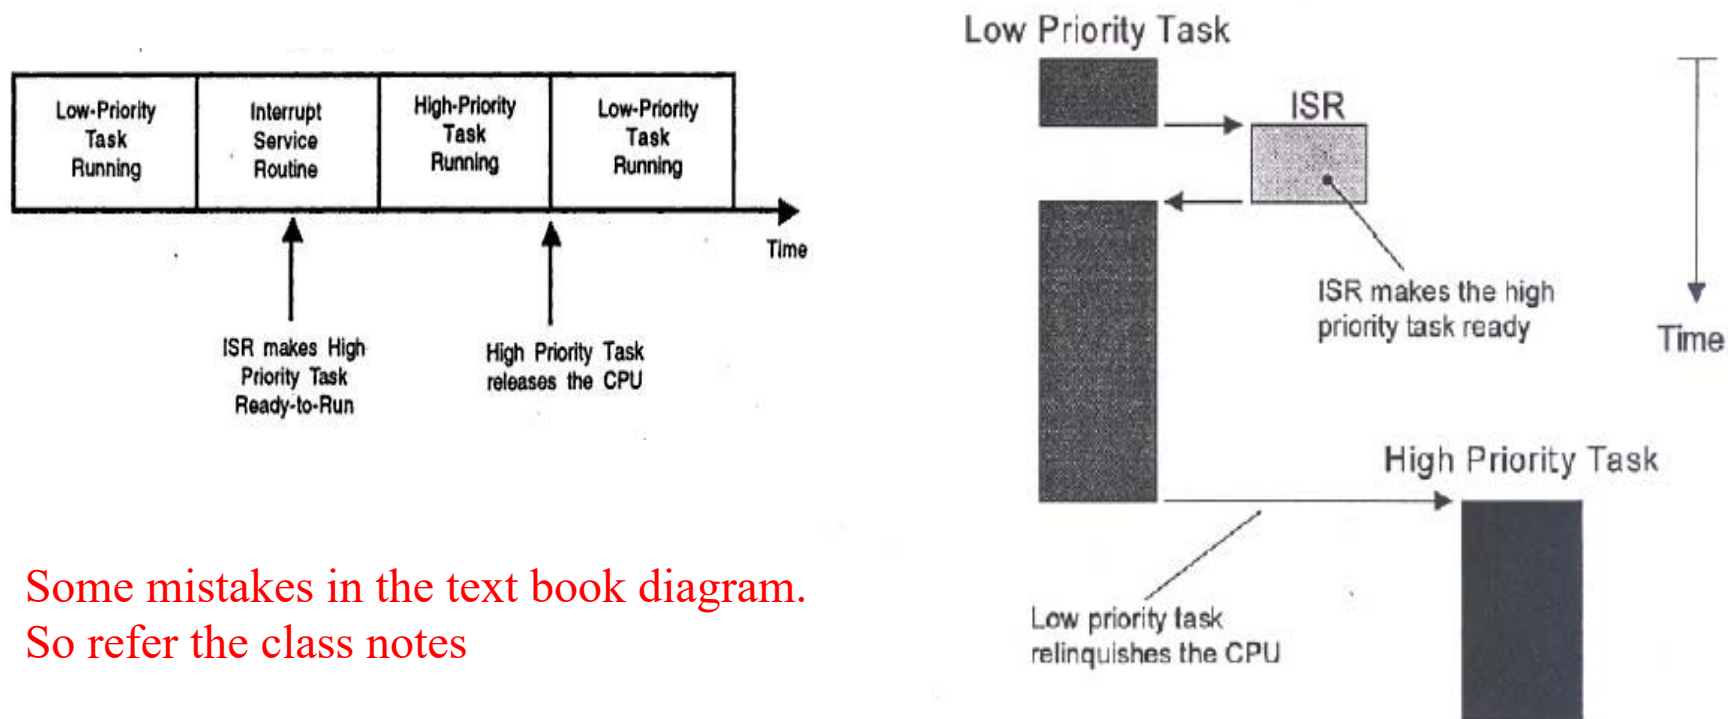 Low-Priority
Task
Running
Interrupt
Service
Routine
High-Priority
Task
Running
Low-Priority
Task
Running
Time
ISR makes High
Priority Task
Ready-to-Run
High Priority Task
releases the CPU
Some mistakes in the text book diagram.
So refer the class notes
Low Priority Task
ISR
ISR makes the high
priority task ready
Time
High Priority Task
Low priority task
relinquishes the CPU